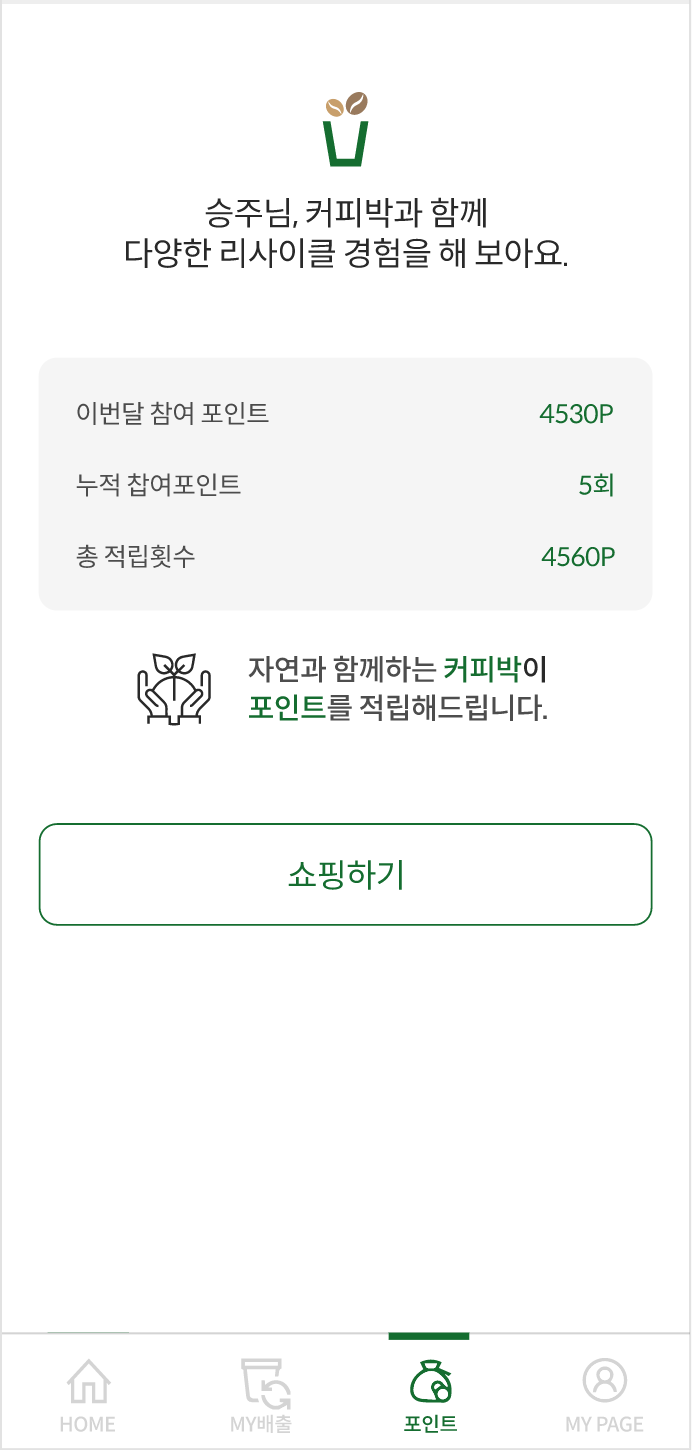 승주님, 커피박과 함께
다양한 리사이클 경험을 해 보아요.
이번달 참여 포인트 4530P
누적 찹여포인트 5회
총 적립횟수 4560P
자연과 함께하는 커피박이
포인트를 적립해드립니다.
쇼핑하기
HOME MY배출 포인트 MY PAGE